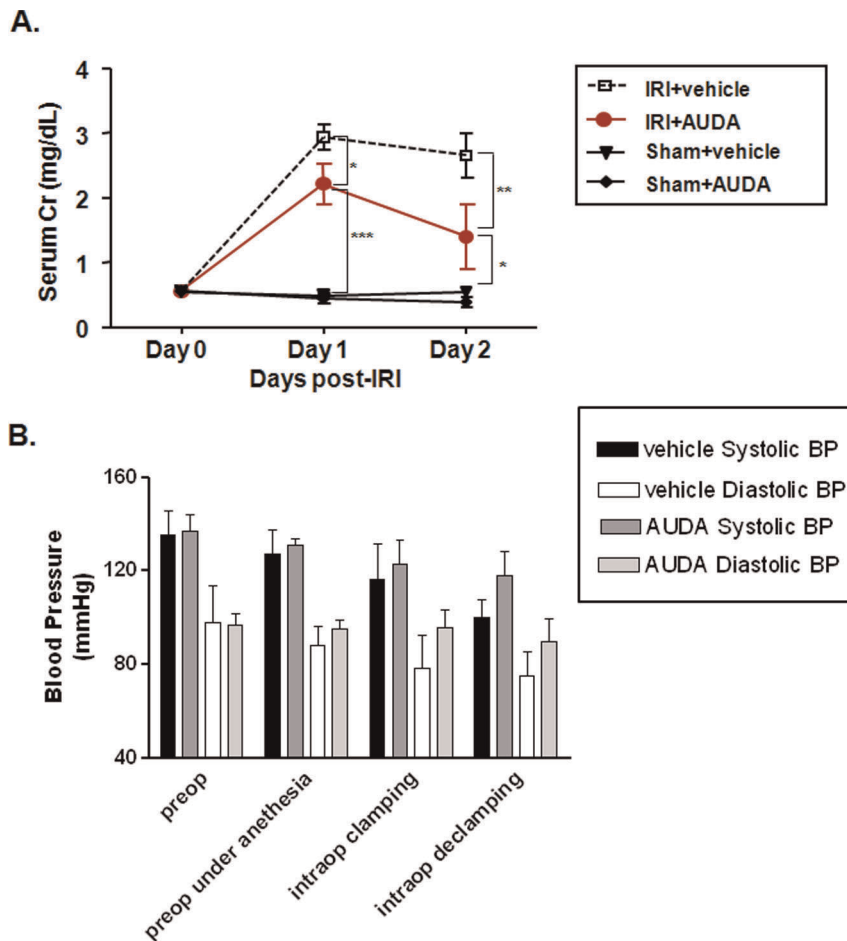 A.
Serum Cr (mg/dL)
4
3
2
1
0
*
***
**
*
Day 0
Day 1
Day 2
Days post-IRI
IRI+vehicle
IRI+AUDA
Sham+vehicle
Sham+AUDA
B.
Blood Pressure
(mmHg)
160
120
80
40
preop
preop under anethesia
intraop clamping
intraop declamping
vehicle Systolic BP
vehicle Diastolic BP
AUDA Systolic BP
AUDA Diastolic BP